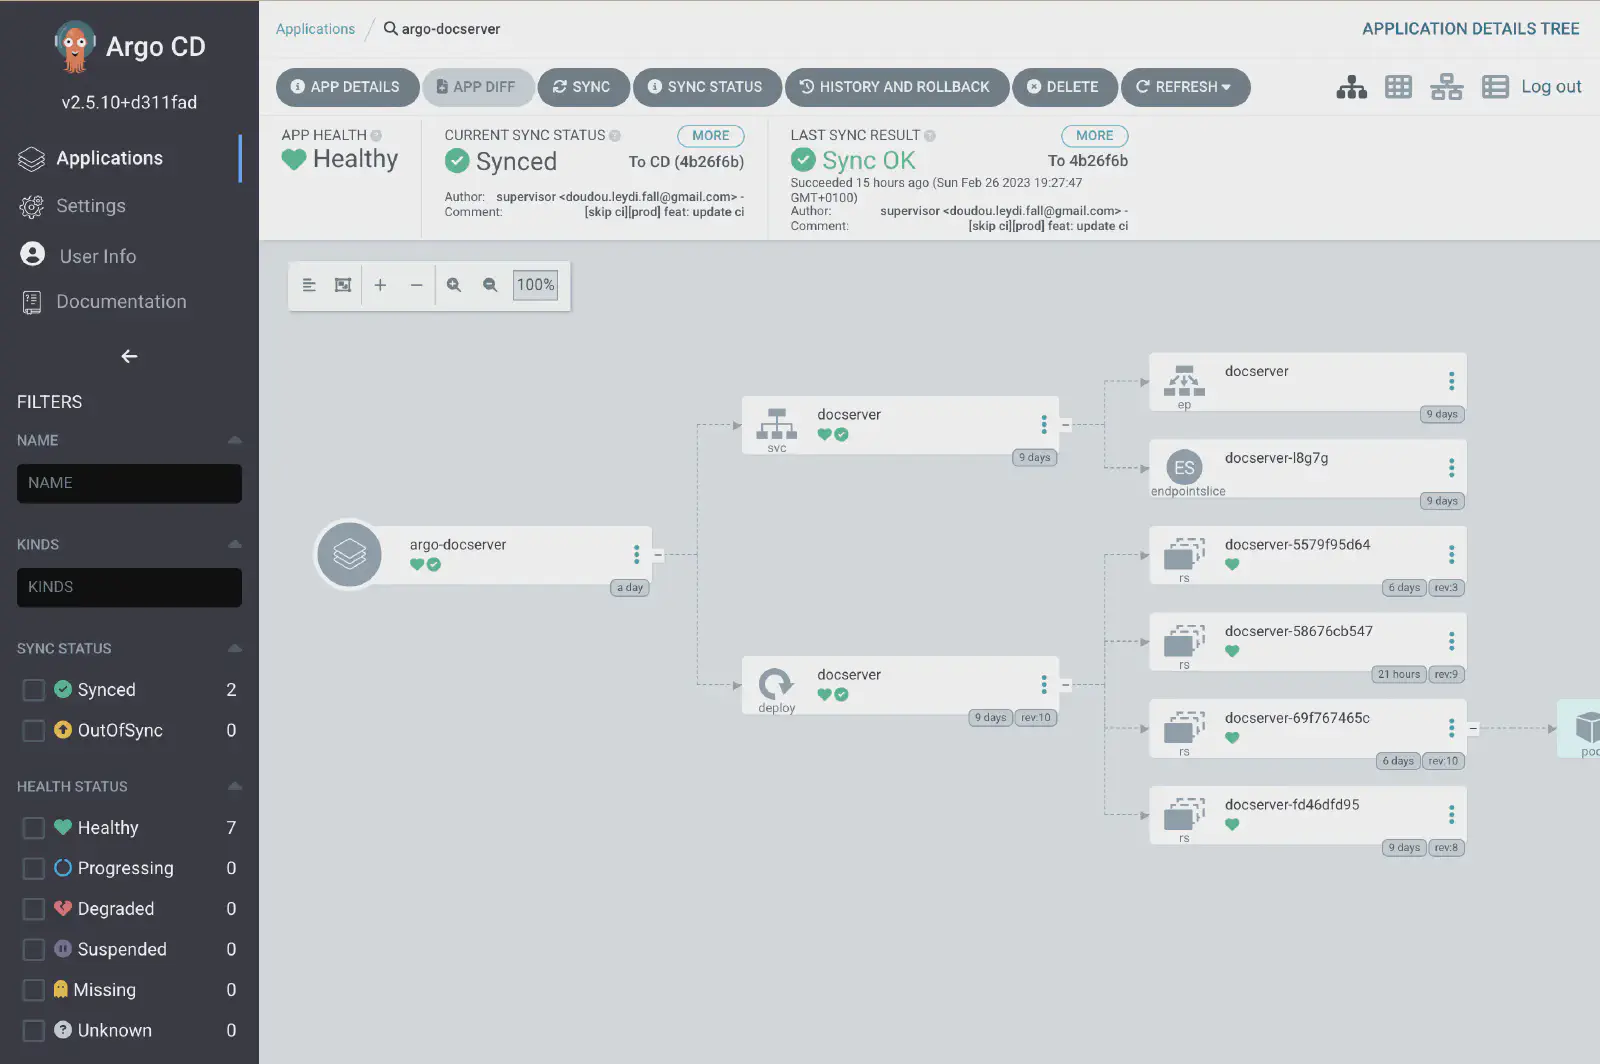 Argo CD
v2.5.10+d311fad
Applications
Settings
User Info
Documentation
FILTERS
NAME
NAME
KINDS
KINDS
SYNC STATUS
Synced 2
OutOfSync 0
HEALTH STATUS
Healthy 7
Progressing 0
Degraded 0
Suspended 0
Missing 0
Unknown 0
Applications / argo-docserver
APPLICATION DETAILS TREE
APP DETAILS APP DIFF SYNC SYNC STATUS HISTORY AND ROLLBACK DELETE REFRESH Log out
APP HEALTH
Healthy
CURRENT SYNC STATUS MORE
Synced To CD (4b26f6b)
Author: supervisor <doudou.leydi.fall@gmail.com> -
Comment: [skip ci][prod] feat: update ci
LAST SYNC RESULT MORE
Sync OK To 4b26f6b
Succeeded 15 hours ago (Sun Feb 26 2023 19:27:47
GMT+0100)
Author: supervisor <doudou.leydi.fall@gmail.com> -
Comment: [skip ci][prod] feat: update ci
100%
argo-docserver
a day
docserver
svc
9 days
docserver
deploy
9 days rev:10
docserver
ep
9 days
ES
docserver-l8g7g
endpointslice
9 days
docserver-5579f95d64
rs
6 days rev:3
docserver-58676cb547
rs
21 hours rev:9
docserver-69f767465c
rs
6 days rev:10
docserver-fd46dfd95
rs
9 days rev:8